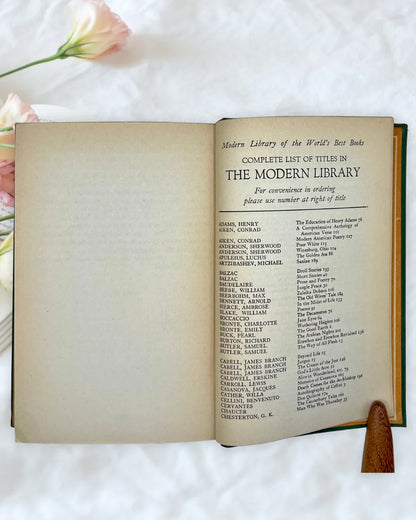 Modern Library of the World's Best Books
COMPLETE LIST OF TITLES IN
THE MODERN LIBRARY
For convenience in ordering
please use number at right of title
ADAMS, HENRY The Education of Henry Adams 76
AIKEN, CONRAD A Comprehensive Anthology of
American Verse 101
AIKEN, CONRAD Modern American Poetry 127
ANDERSON, SHERWOOD Poor White 115
ANDERSON, SHERWOOD Winesburg, Ohio 104
APULEIUS, LUCIUS The Golden Ass 88
ARTZIBASHEV, MICHAEL Sanine 189
BALZAC Droll Stories 193
BALZAC Short Stories 40
BAUDELAIRE Prose and Poetry 70
BEEBE, WILLIAM Jungle Peace 30
BEERBOHM, MAX Zuleika Dobson 116
BENNETT, ARNOLD The Old Wives' Tale 184
BIERCE, AMBROSE In the Midst of Life 133
BLAKE, WILLIAM Poems 91
BOCCACCIO The Decameron 71
BRONTE, CHARLOTTE Jane Eyre 64
BRONTE, EMILY Wuthering Heights 106
BUCK, PEARL The Good Earth 2
BURTON, RICHARD The Arabian Nights 201
BUTLER, SAMUEL Erewhon and Erewhon Revisited 136
BUTLER, SAMUEL The Way of All Flesh 13
CABELL, JAMES BRANCH Beyond Life 25
CABELL, JAMES BRANCH Jurgen 15
CABELL, JAMES BRANCH The Cream of the Jest 126
CALDWELL, ERSKINE God's Little Acre 51
CARROLL, LEWIS Alice in Wonderland, etc. 79
CASANOVA, JACQUES Memoirs of Casanova 165
CATHER, WILLA Death Comes for the Archbishop 191
CELLINI, BENVENUTO Autobiography of Cellini 3
CERVANTES Don Quixote 174
CHAUCER The Canterbury Tales 161
CHESTERTON, G. K. Man Who Was Thursday 35